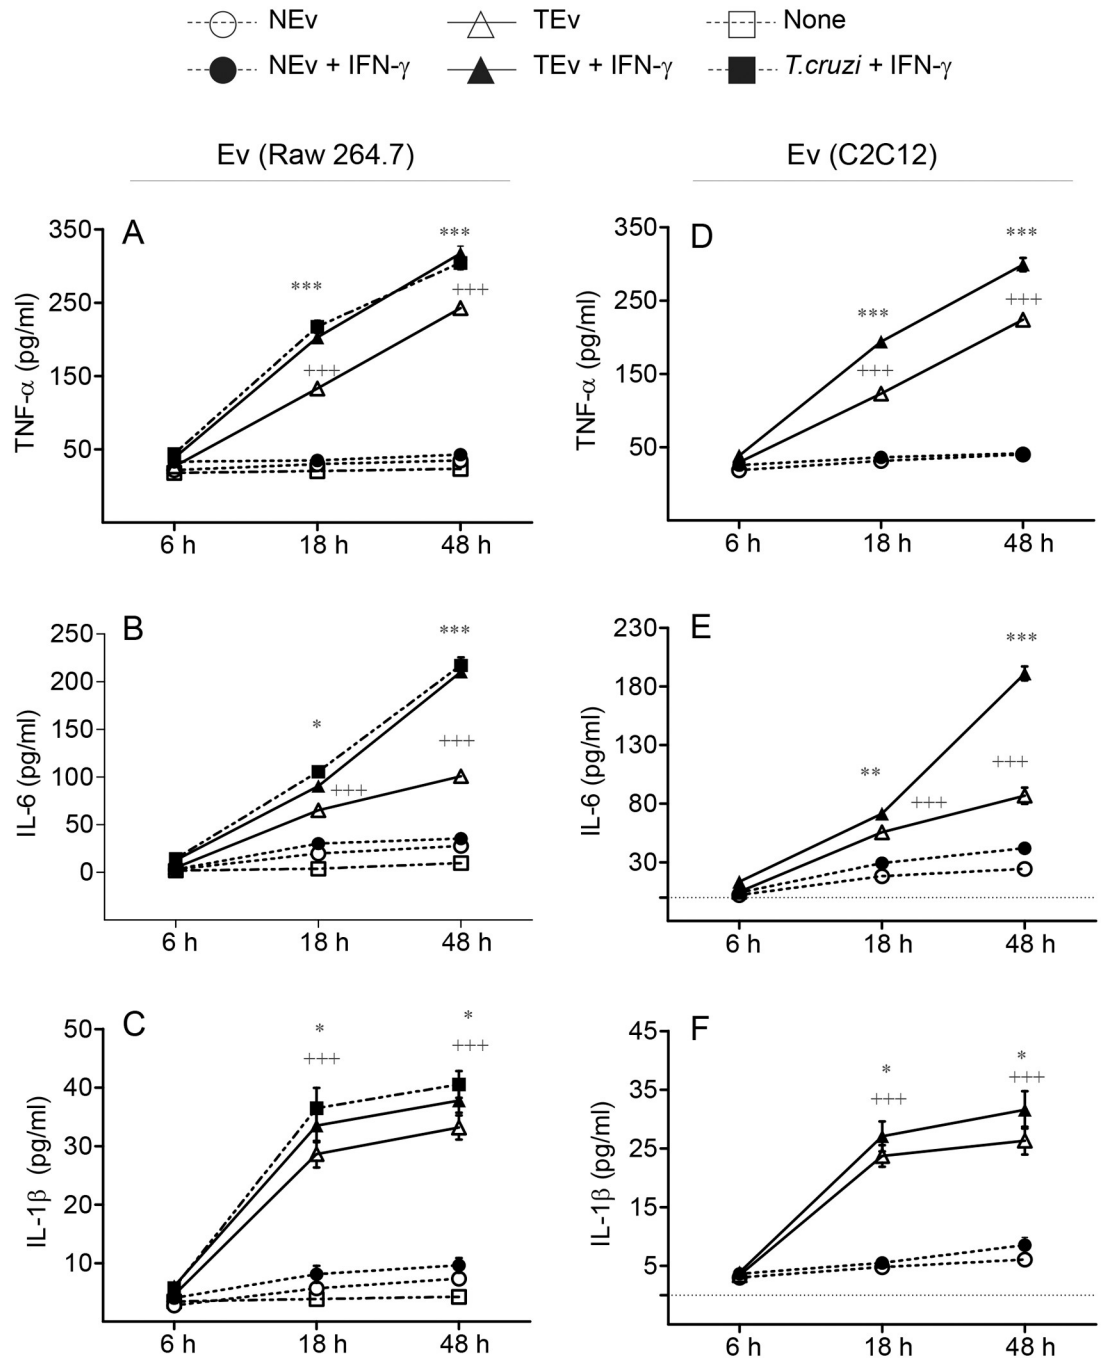 NEv TEv None
NEv + IFN-γ TEv + IFN-γ T.cruzi + IFN-γ
Ev (Raw 264.7) Ev (C2C12)
A
TNF-α (pg/ml)
350
250
150
50
***
***
+++
+++
6 h 18 h 48 h
D
TNF-α (pg/ml)
350
250
150
50
***
***
+++
+++
6 h 18 h 48 h
B
IL-6 (pg/ml)
250
200
150
100
50
0
***
*
+++
+++
6 h 18 h 48 h
E
IL-6 (pg/ml)
230
180
130
80
30
***
**
+++
+++
6 h 18 h 48 h
C
IL-1β (pg/ml)
50
40
30
20
10
* *
+++ +++
6 h 18 h 48 h
F
IL-1β (pg/ml)
45
35
25
15
5
* *
+++ +++
6 h 18 h 48 h